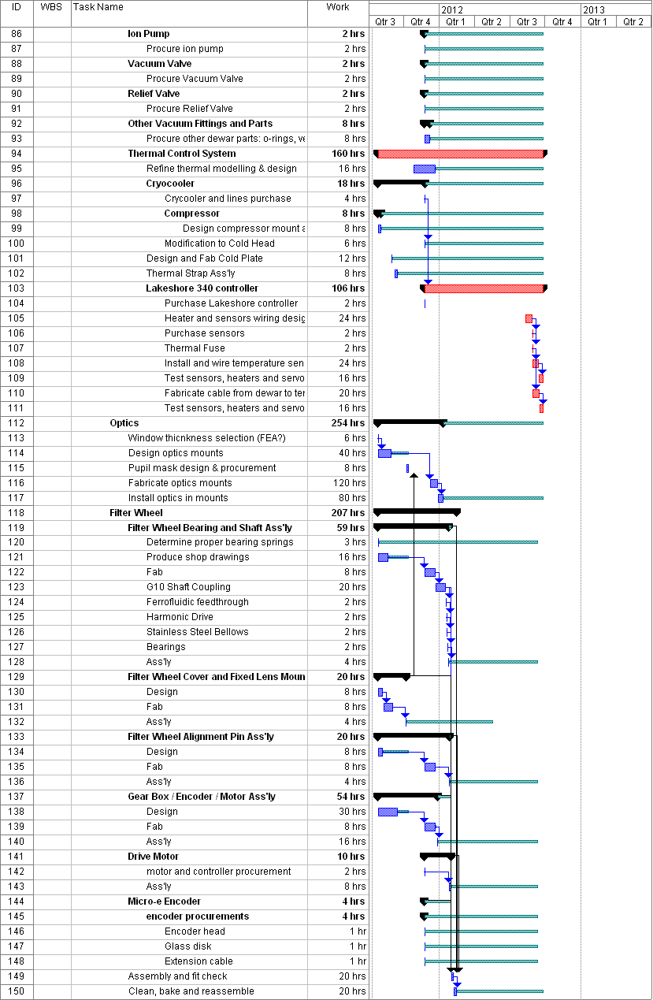 ID WBS Task Name Work 2012 2013
Qtr 3 Qtr 4 Qtr 1 Qtr 2 Qtr 3 Qtr 4 Qtr 1 Qtr 2
86 Ion Pump 2 hrs
87 Procure ion pump 2 hrs
88 Vacuum Valve 2 hrs
89 Procure Vacuum Valve 2 hrs
90 Relief Valve 2 hrs
91 Procure Relief Valve 2 hrs
92 Other Vacuum Fittings and Parts 8 hrs
93 Procure other dewar parts: o-rings, ve 8 hrs
94 Thermal Control System 160 hrs
95 Refine thermal modelling & design 16 hrs
96 Cryocooler 18 hrs
97 Crycooler and lines purchase 4 hrs
98 Compressor 8 hrs
99 Design compressor mount a 8 hrs
100 Modification to Cold Head 6 hrs
101 Design and Fab Cold Plate 12 hrs
102 Thermal Strap Ass'ly 8 hrs
103 Lakeshore 340 controller 106 hrs
104 Purchase Lakeshore controller 2 hrs
105 Heater and sensors wiring desig 24 hrs
106 Purchase sensors 2 hrs
107 Thermal Fuse 2 hrs
108 Install and wire temperature sen 24 hrs
109 Test sensors, heaters and servo 16 hrs
110 Fabricate cable from dewar to ter 20 hrs
111 Test sensors, heaters and servo 16 hrs
112 Optics 254 hrs
113 Window thicnkness selection (FEA?) 6 hrs
114 Design optics mounts 40 hrs
115 Pupil mask design & procurement 8 hrs
116 Fabricate optics mounts 120 hrs
117 Install optics in mounts 80 hrs
118 Filter Wheel 207 hrs
119 Filter Wheel Bearing and Shaft Ass'ly 59 hrs
120 Determine proper bearing springs 3 hrs
121 Produce shop drawings 16 hrs
122 Fab 8 hrs
123 G10 Shaft Coupling 20 hrs
124 Ferrofluidic feedthrough 2 hrs
125 Harmonic Drive 2 hrs
126 Stainless Steel Bellows 2 hrs
127 Bearings 2 hrs
128 Ass'ly 4 hrs
129 Filter Wheel Cover and Fixed Lens Moun 20 hrs
130 Design 8 hrs
131 Fab 8 hrs
132 Ass'ly 4 hrs
133 Filter Wheel Alignment Pin Ass'ly 20 hrs
134 Design 8 hrs
135 Fab 8 hrs
136 Ass'ly 4 hrs
137 Gear Box / Encoder / Motor Ass'ly 54 hrs
138 Design 30 hrs
139 Fab 8 hrs
140 Ass'ly 16 hrs
141 Drive Motor 10 hrs
142 motor and controller procurement 2 hrs
143 Ass'ly 8 hrs
144 Micro-e Encoder 4 hrs
145 encoder procurements 4 hrs
146 Encoder head 1 hr
147 Glass disk 1 hr
148 Extension cable 1 hr
149 Assembly and fit check 20 hrs
150 Clean, bake and reassemble 20 hrs